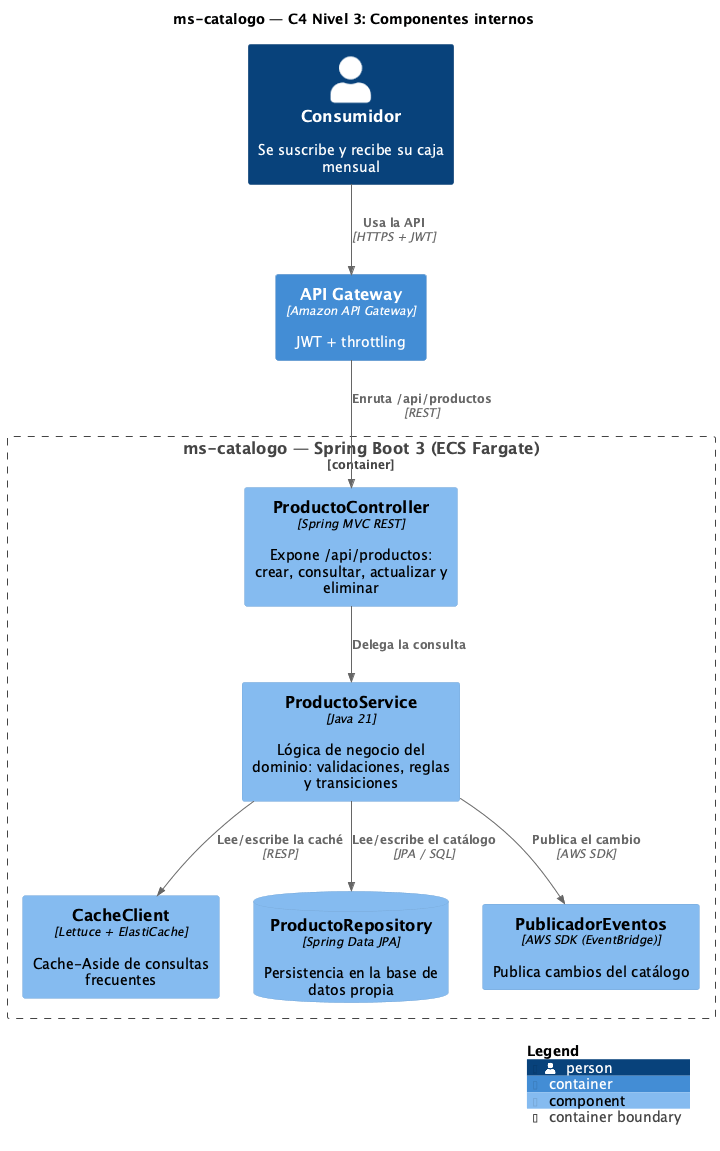 ms-catalogo — C4 Nivel 3: Componentes internos
Consumidor
Se suscribe y recibe su caja
mensual
Usa la API
[HTTPS + JWT]
API Gateway
[Amazon API Gateway]
JWT + throttling
Enruta /api/productos
[REST]
ms-catalogo — Spring Boot 3 (ECS Fargate)
[container]
ProductoController
[Spring MVC REST]
Expone /api/productos:
crear, consultar, actualizar y
eliminar
Delega la consulta
ProductoService
[Java 21]
Lógica de negocio del
dominio: validaciones, reglas
y transiciones
Lee/escribe la caché
[RESP]
Lee/escribe el catálogo
[JPA / SQL]
Publica el cambio
[AWS SDK]
CacheClient
[Lettuce + ElastiCache]
Cache-Aside de consultas
frecuentes
ProductoRepository
[Spring Data JPA]
Persistencia en la base de
datos propia
PublicadorEventos
[AWS SDK (EventBridge)]
Publica cambios del catálogo
Legend
person
container
component
container boundary